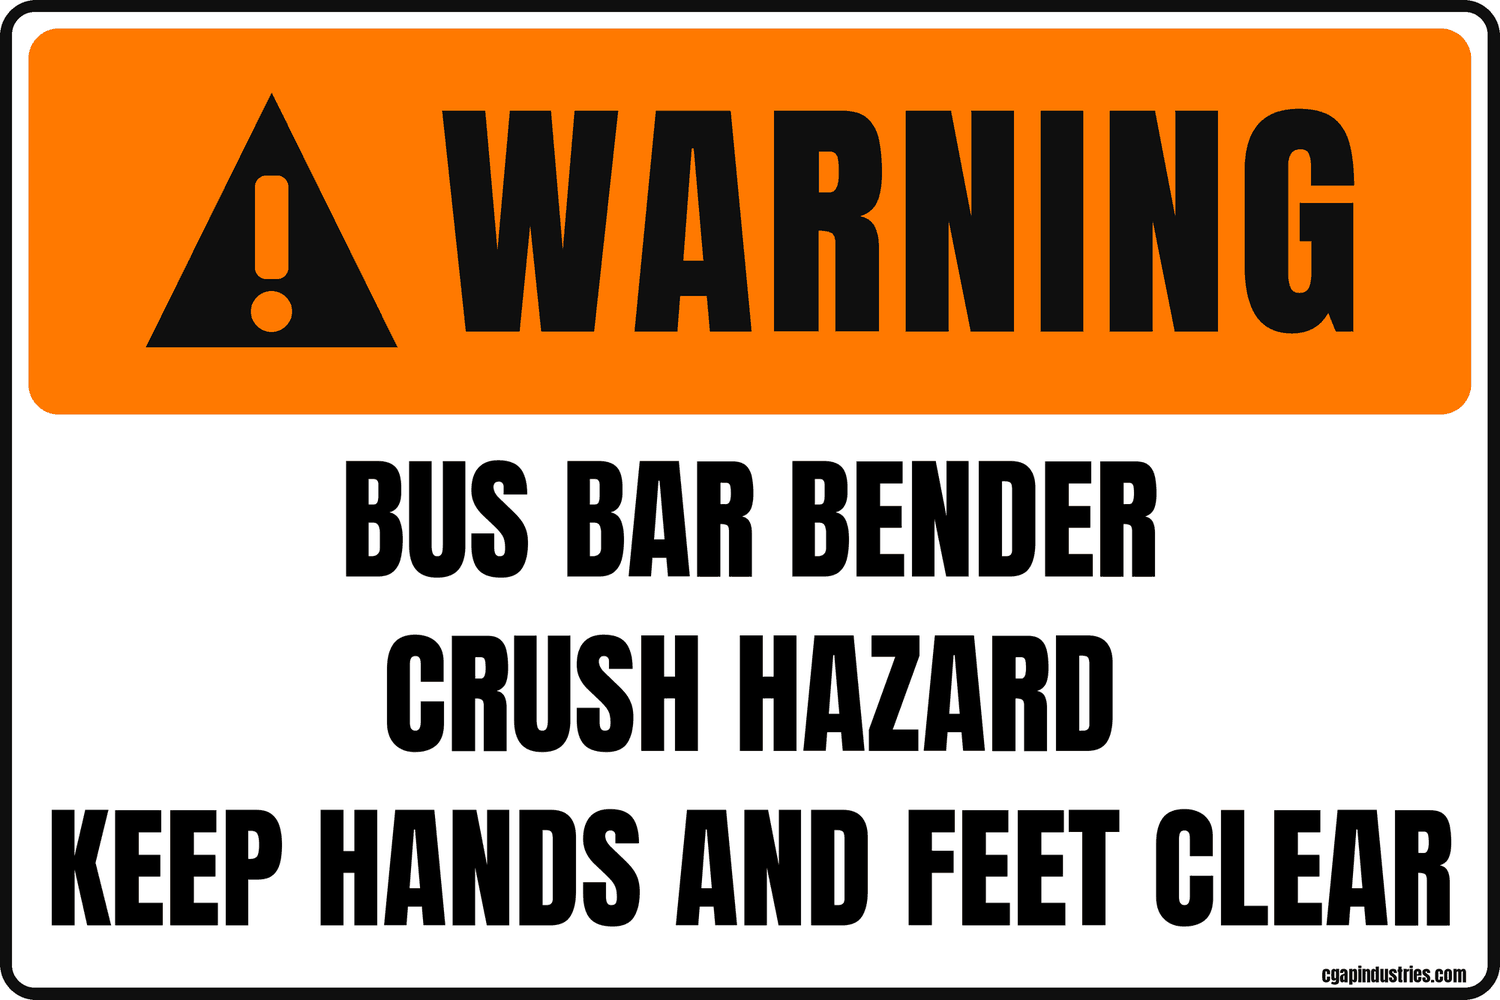 WARNING
BUS BAR BENDER
CRUSH HAZARD
KEEP HANDS AND FEET CLEAR
cgapindustries.com